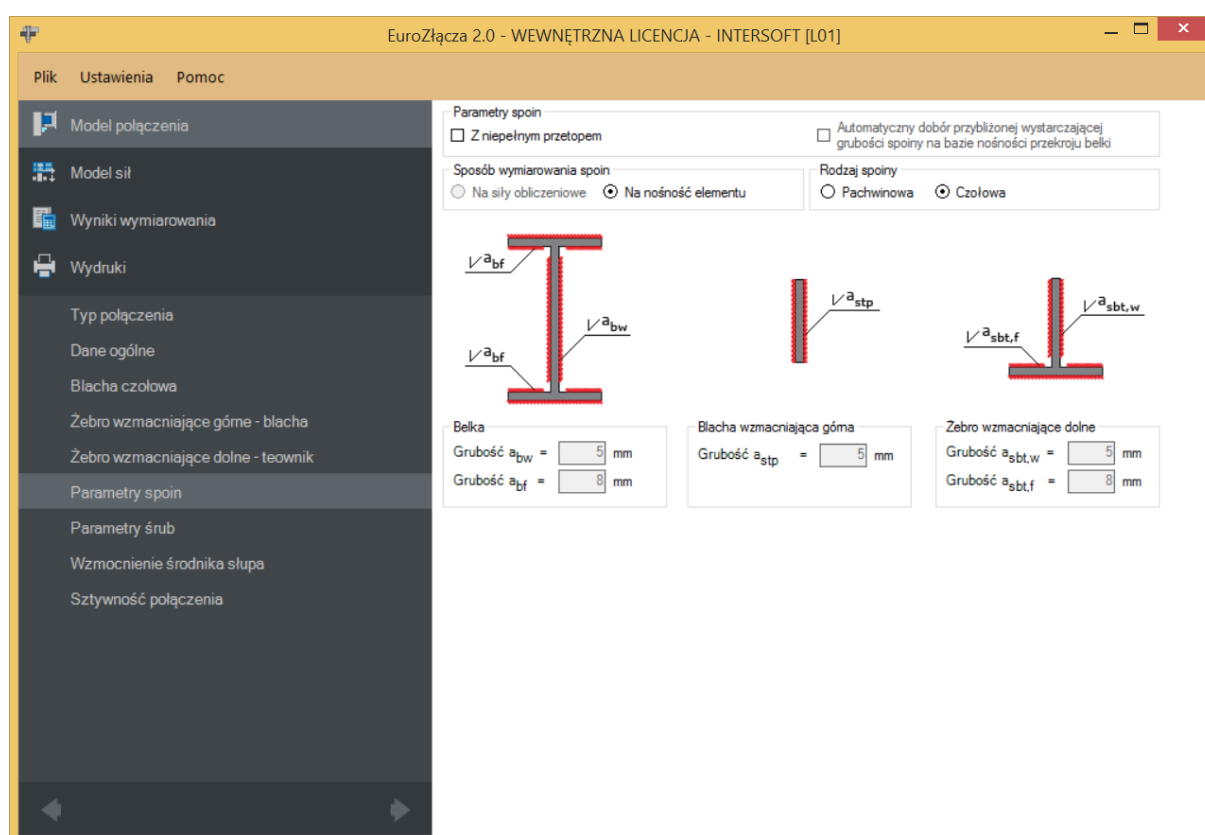 EuroZłącza 2.0 - WEWNĘTRZNA LICENCJA - INTERSOFT [L01]
Plik Ustawienia Pomoc
Model połączenia
Model sił
Wyniki wymiarowania
Wydruki
Typ połączenia
Dane ogólne
Blacha czołowa
Żebro wzmacniające górne - blacha
Żebro wzmacniające dolne - teownik
Parametry spoin
Parametry śrub
Wzmocnienie środnika słupa
Sztywność połączenia
Parametry spoin
Z niepełnym przetopem
Automatyczny dobór przybliżonej wystarczającej
grubości spoiny na bazie nośności przekroju belki
Sposób wymiarowania spoin
Na siły obliczeniowe Na nośność elementu
Rodzaj spoiny
Pachwinowa Czołowa
abf
abw
abf
astp
asbt,w
asbt,f
Belka
Grubość abw = 5 mm
Grubość abf = 8 mm
Blacha wzmacniająca górna
Grubość astp = 5 mm
Żebro wzmacniające dolne
Grubość asbt,w = 5 mm
Grubość asbt,f = 8 mm